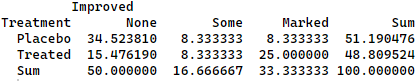 Improved
Treatment None Some Marked Sum
Placebo 34.523810 8.333333 8.333333 51.190476
Treated 15.476190 8.333333 25.000000 48.809524
Sum 50.000000 16.666667 33.333333 100.000000